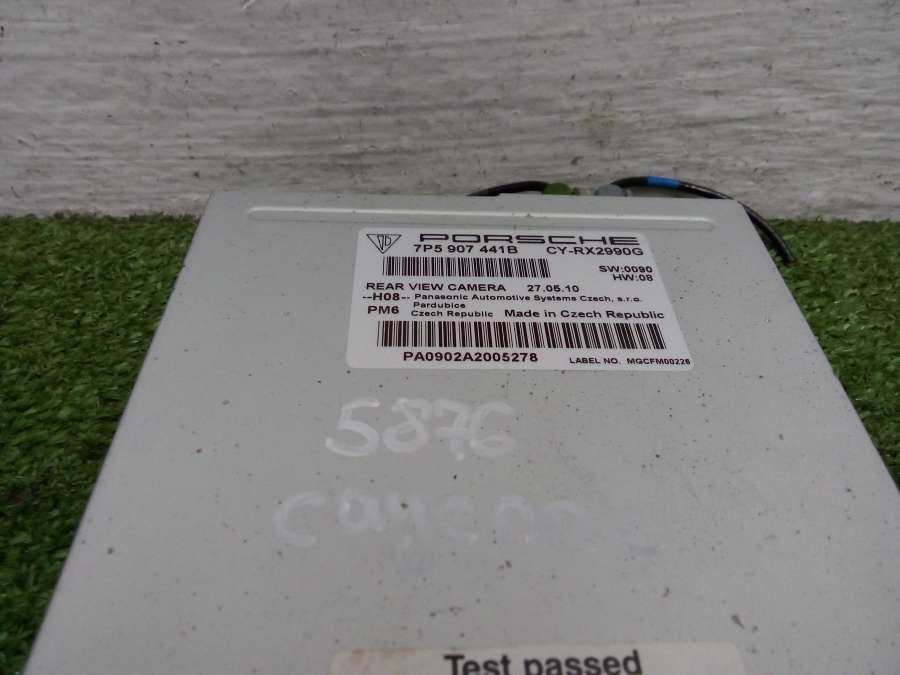 PORSCHE
7P5 907 441B CY-RX2990G
SW:0090
HW:08
REAR VIEW CAMERA 27.05.10
--H08-- Panasonic Automotive Systems Czech, s.r.o.
Pardubice
PM6 Czech Republic Made in Czech Republic
PA0902A2005278 LABEL NO. MGCFM00226
5876
Test passed